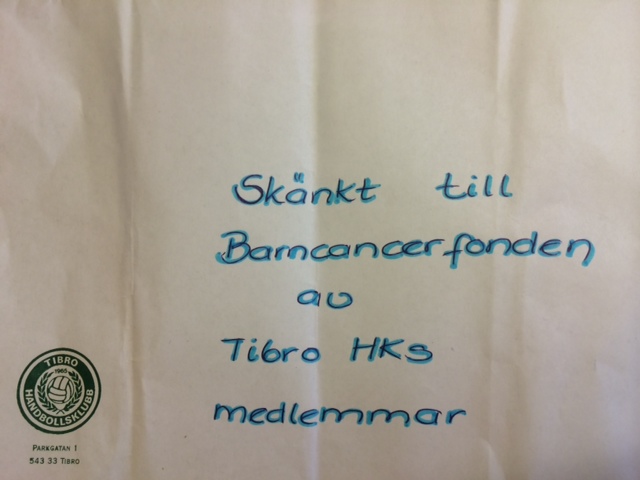 Skänkt till
Barncancerfonden
av
Tibro HKs
medlemmar
TIBRO
1965
HANDBOLLSKLUBB
PARKGATAN 1
543 33 TIBRO